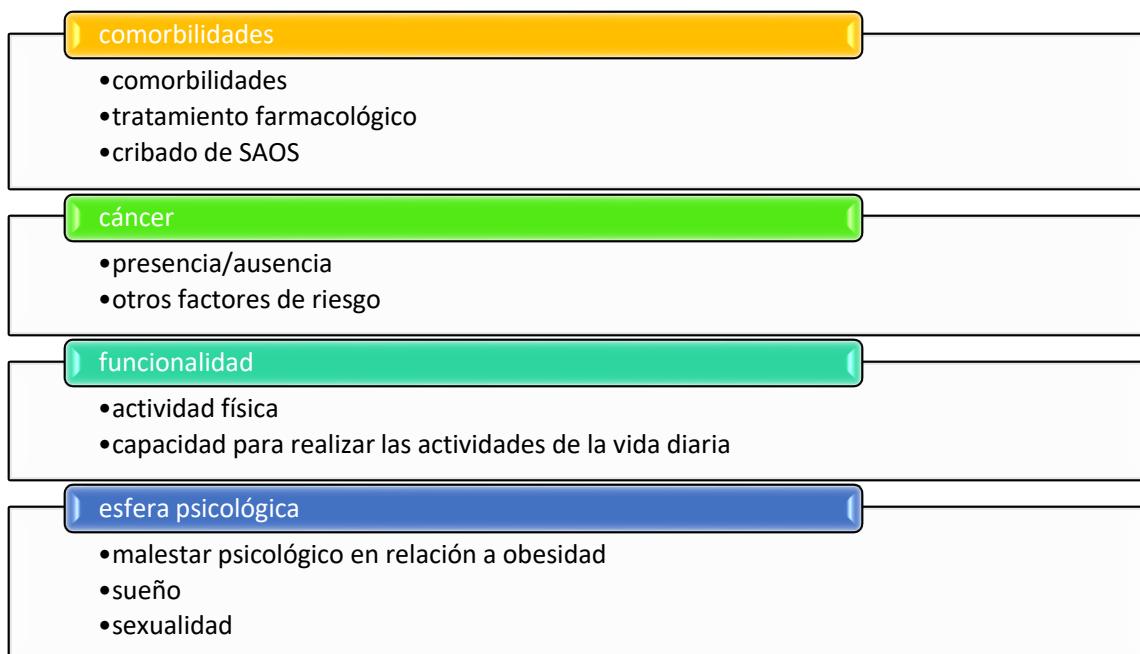 comorbilidades
•comorbilidades
•tratamiento farmacológico
•cribado de SAOS
cáncer
•presencia/ausencia
•otros factores de riesgo
funcionalidad
•actividad física
•capacidad para realizar las actividades de la vida diaria
esfera psicológica
•malestar psicológico en relación a obesidad
•sueño
•sexualidad